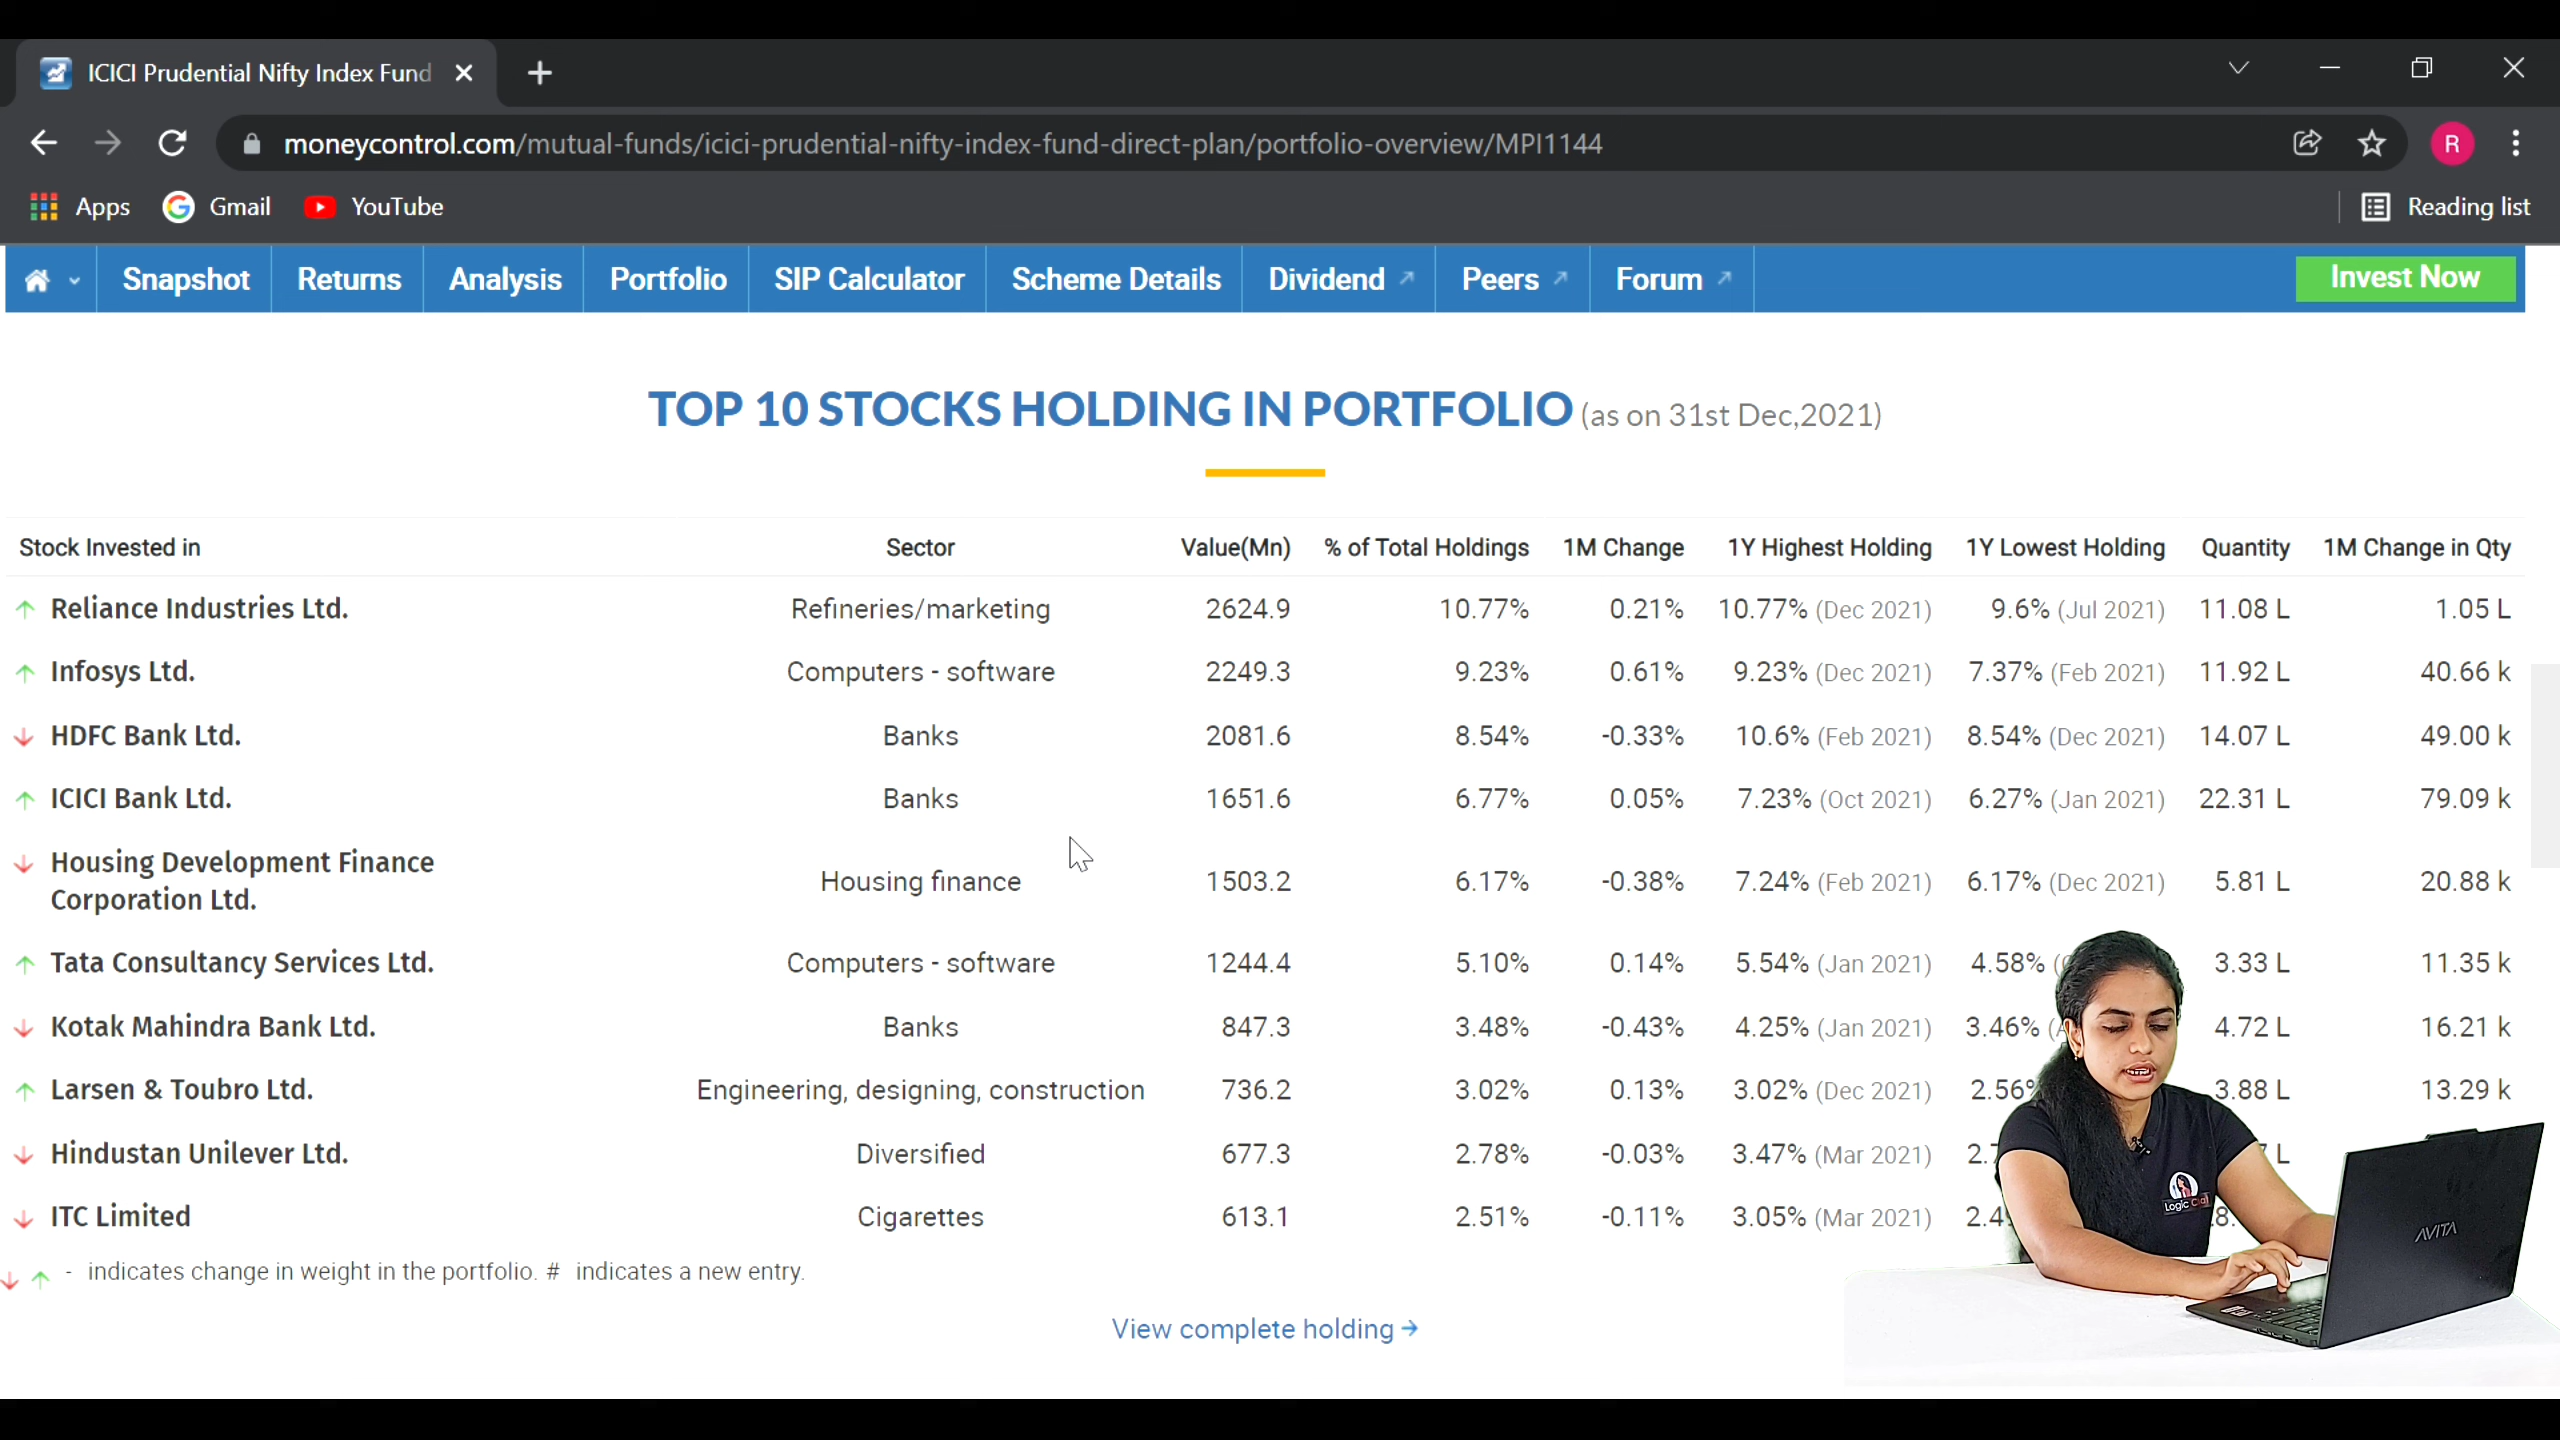 ICICI Prudential Nifty Index Fund
moneycontrol.com/mutual-funds/icici-prudential-nifty-index-fund-direct-plan/portfolio-overview/MPI1144
R
Apps Gmail YouTube Reading list
Snapshot Returns Analysis Portfolio SIP Calculator Scheme Details Dividend Peers Forum Invest Now
TOP 10 STOCKS HOLDING IN PORTFOLIO (as on 31st Dec,2021)
Stock Invested in Sector Value(Mn) % of Total Holdings 1M Change 1Y Highest Holding 1Y Lowest Holding Quantity 1M Change in Qty
Reliance Industries Ltd. Refineries/marketing 2624.9 10.77% 0.21% 10.77% (Dec 2021) 9.6% (Jul 2021) 11.08 L 1.05 L
Infosys Ltd. Computers - software 2249.3 9.23% 0.61% 9.23% (Dec 2021) 7.37% (Feb 2021) 11.92 L 40.66 k
HDFC Bank Ltd. Banks 2081.6 8.54% -0.33% 10.6% (Feb 2021) 8.54% (Dec 2021) 14.07 L 49.00 k
ICICI Bank Ltd. Banks 1651.6 6.77% 0.05% 7.23% (Oct 2021) 6.27% (Jan 2021) 22.31 L 79.09 k
Housing Development Finance
Corporation Ltd. Housing finance 1503.2 6.17% -0.38% 7.24% (Feb 2021) 6.17% (Dec 2021) 5.81 L 20.88 k
Tata Consultancy Services Ltd. Computers - software 1244.4 5.10% 0.14% 5.54% (Jan 2021) 4.58% 3.33 L 11.35 k
Kotak Mahindra Bank Ltd. Banks 847.3 3.48% -0.43% 4.25% (Jan 2021) 3.46% 4.72 L 16.21 k
Larsen & Toubro Ltd. Engineering, designing, construction 736.2 3.02% 0.13% 3.02% (Dec 2021) 2.56% 3.88 L 13.29 k
Hindustan Unilever Ltd. Diversified 677.3 2.78% -0.03% 3.47% (Mar 2021) L
ITC Limited Cigarettes 613.1 2.51% -0.11% 3.05% (Mar 2021)
- indicates change in weight in the portfolio. # indicates a new entry.
View complete holding
Logic
AVITA